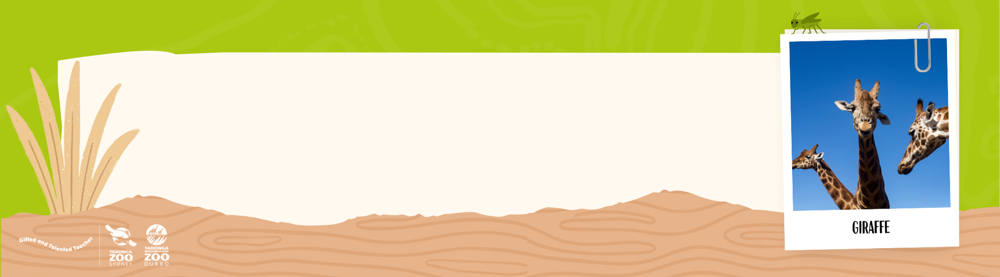 GIRAFFE
Gifted and Talented Teacher
TARONGA
ZOO
SYDNEY
TARONGA
WESTERN PLAINS
ZOO
DUBBO